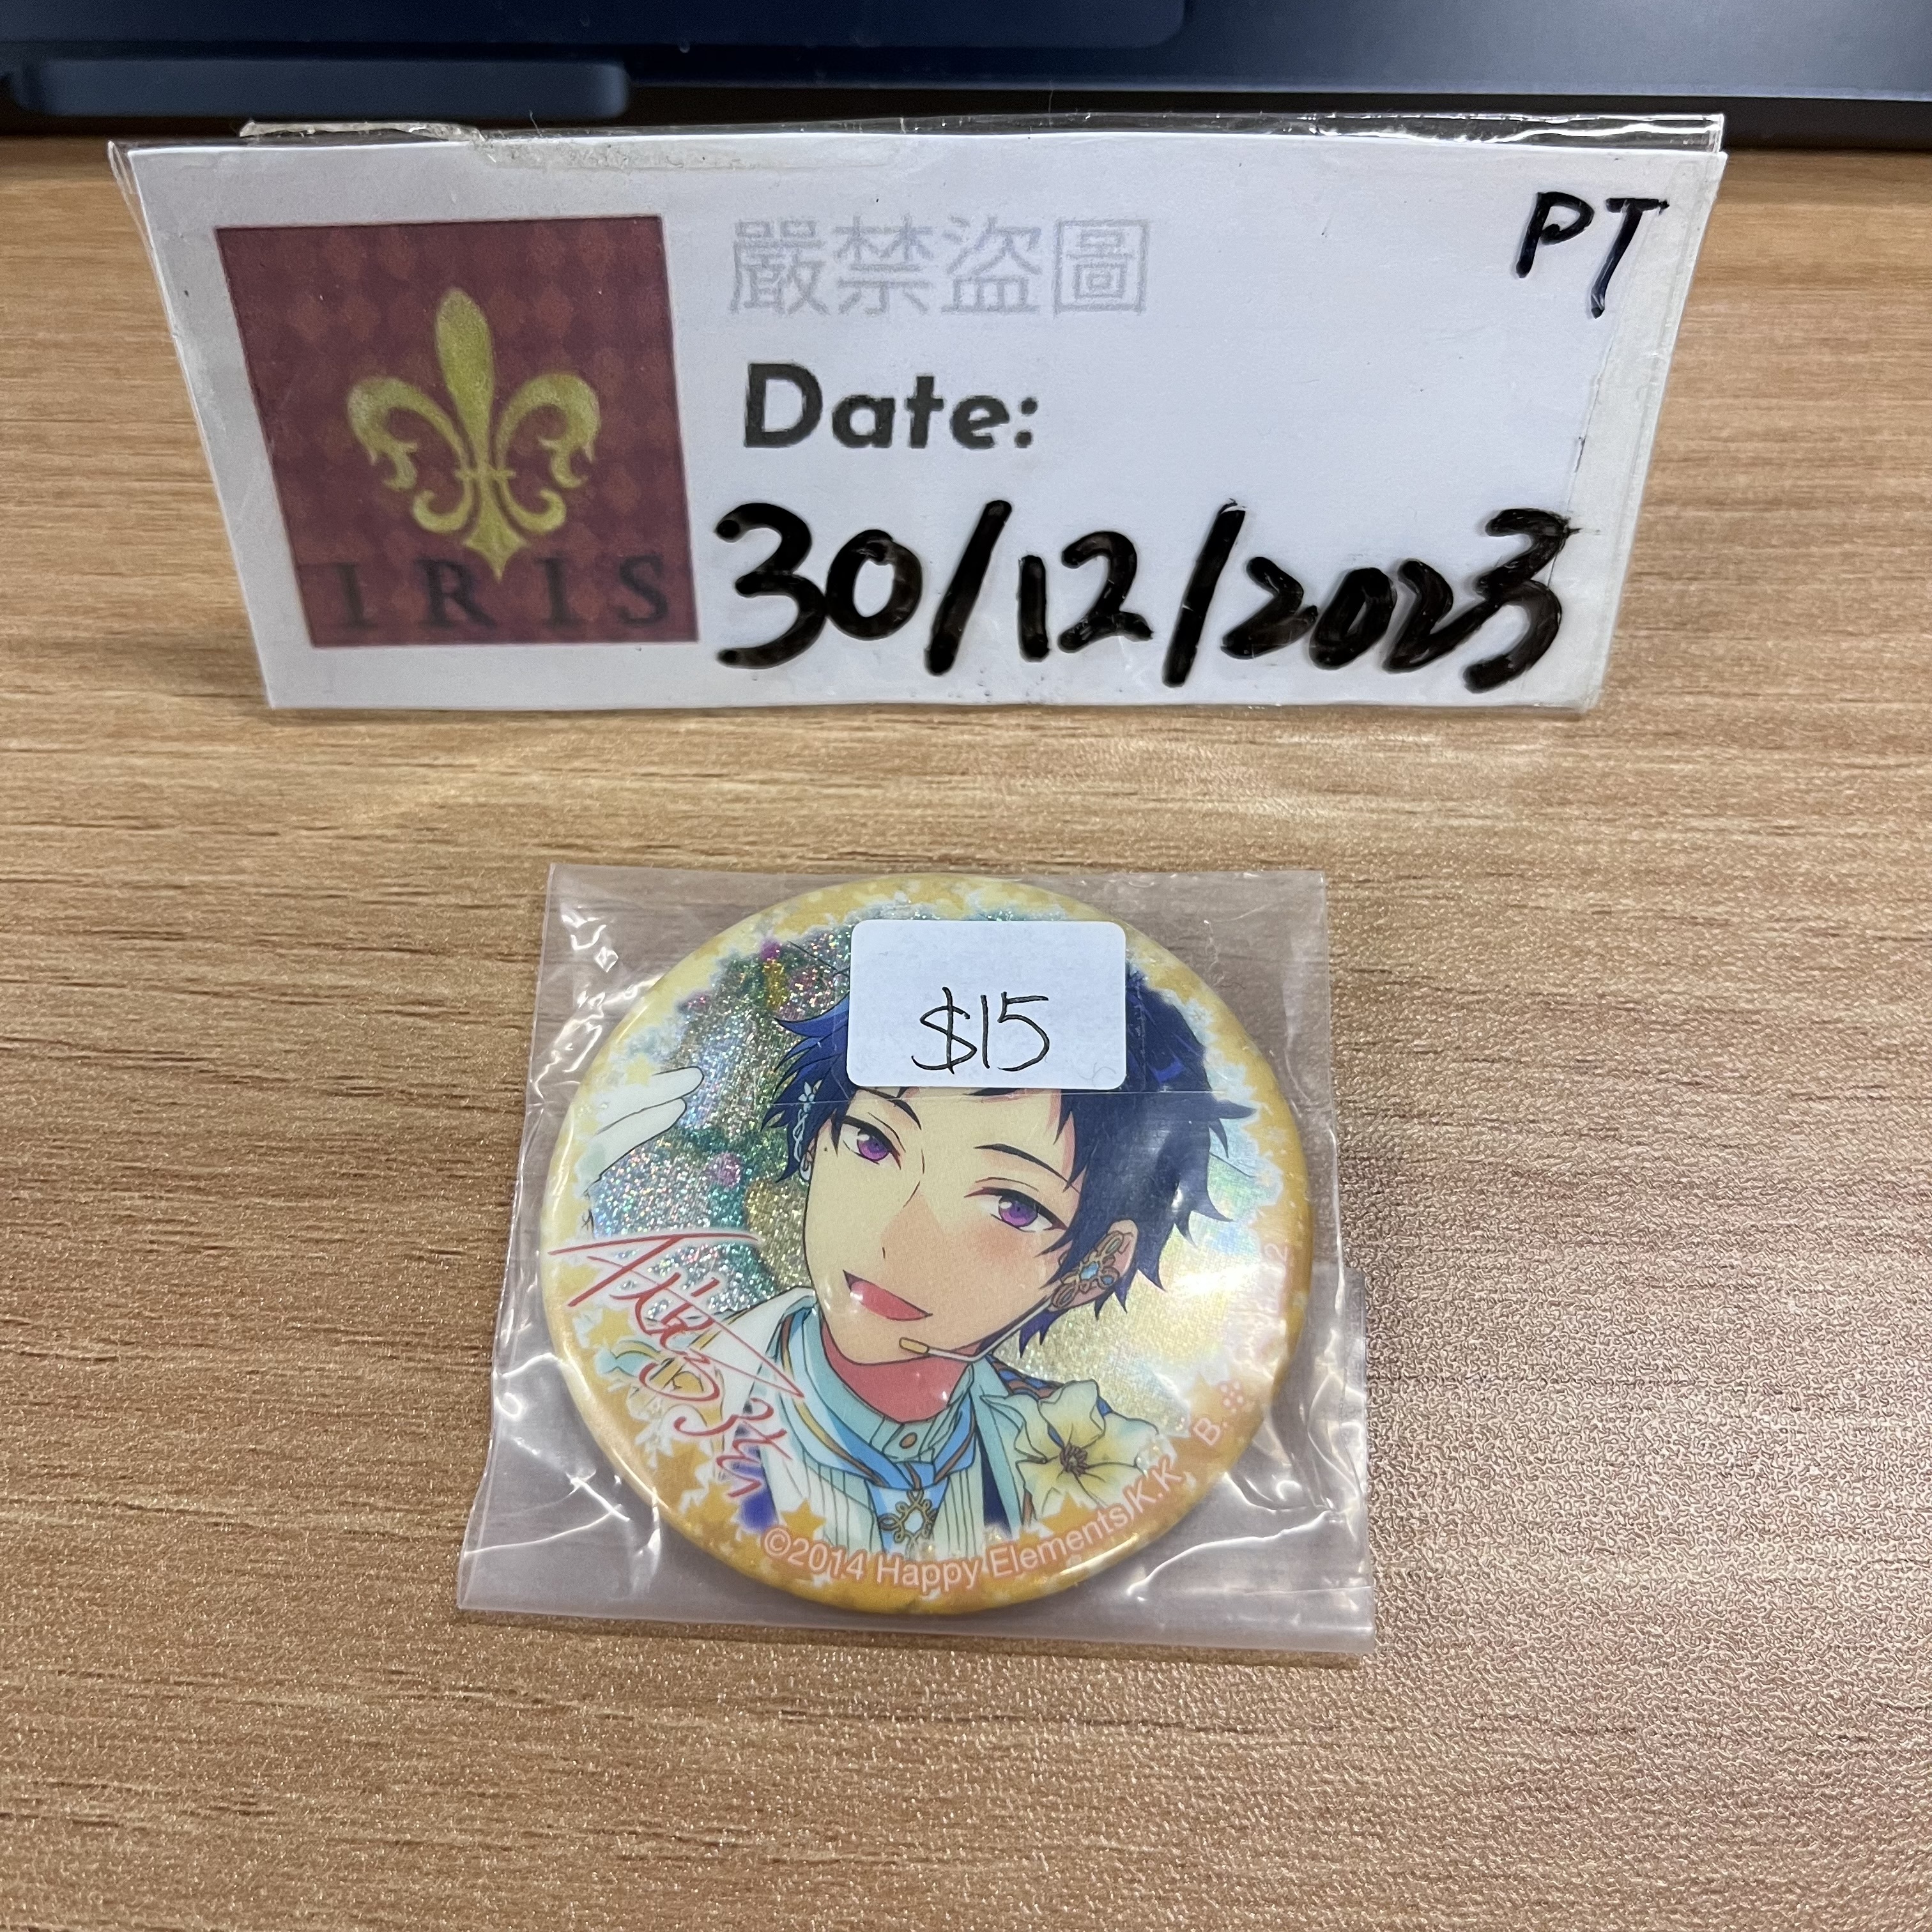 PT
嚴禁盜圖
Date:
IRIS
30/12/2023
$15
©2014 Happy Elements K.K
B.